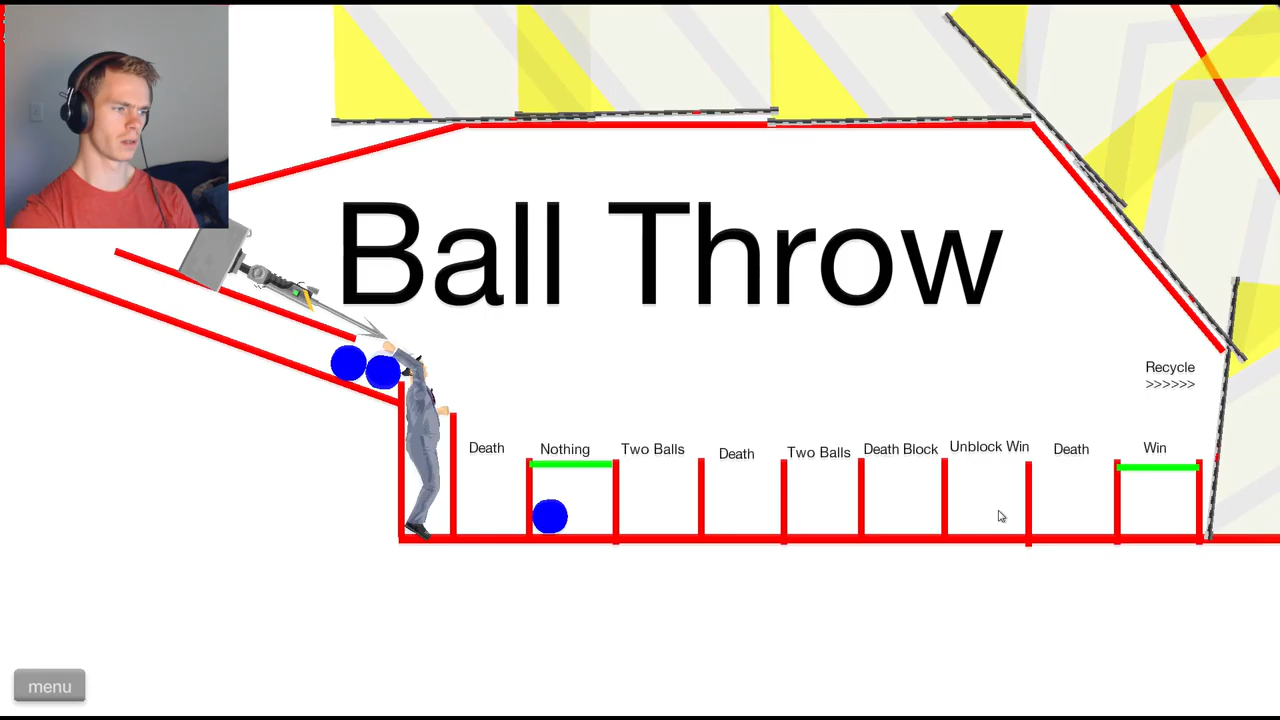 Ball Throw
Recycle
>>>>>>
Death
Nothing
Two Balls
Death
Two Balls
Death Block
Unblock Win
Death
Win
menu